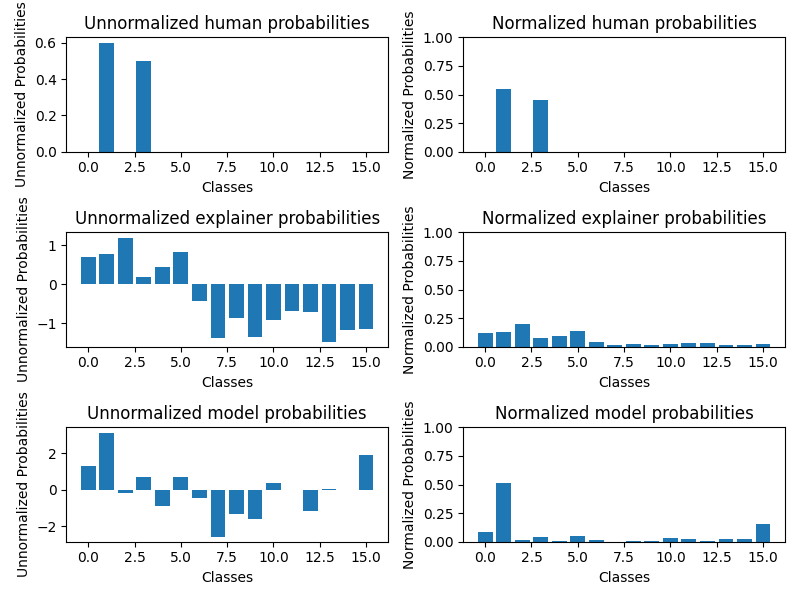 Unnormalized human probabilities
Unnormalized Probabilities
0.6
0.4
0.2
0.0
0.0 2.5 5.0 7.5 10.0 12.5 15.0
Classes
Normalized human probabilities
Normalized Probabilities
1.00
0.75
0.50
0.25
0.00
0.0 2.5 5.0 7.5 10.0 12.5 15.0
Classes
Unnormalized explainer probabilities
Unnormalized Probabilities
1
0
−1
0.0 2.5 5.0 7.5 10.0 12.5 15.0
Classes
Normalized explainer probabilities
Normalized Probabilities
1.00
0.75
0.50
0.25
0.00
0.0 2.5 5.0 7.5 10.0 12.5 15.0
Classes
Unnormalized model probabilities
Unnormalized Probabilities
2
0
−2
0.0 2.5 5.0 7.5 10.0 12.5 15.0
Classes
Normalized model probabilities
Normalized Probabilities
1.00
0.75
0.50
0.25
0.00
0.0 2.5 5.0 7.5 10.0 12.5 15.0
Classes